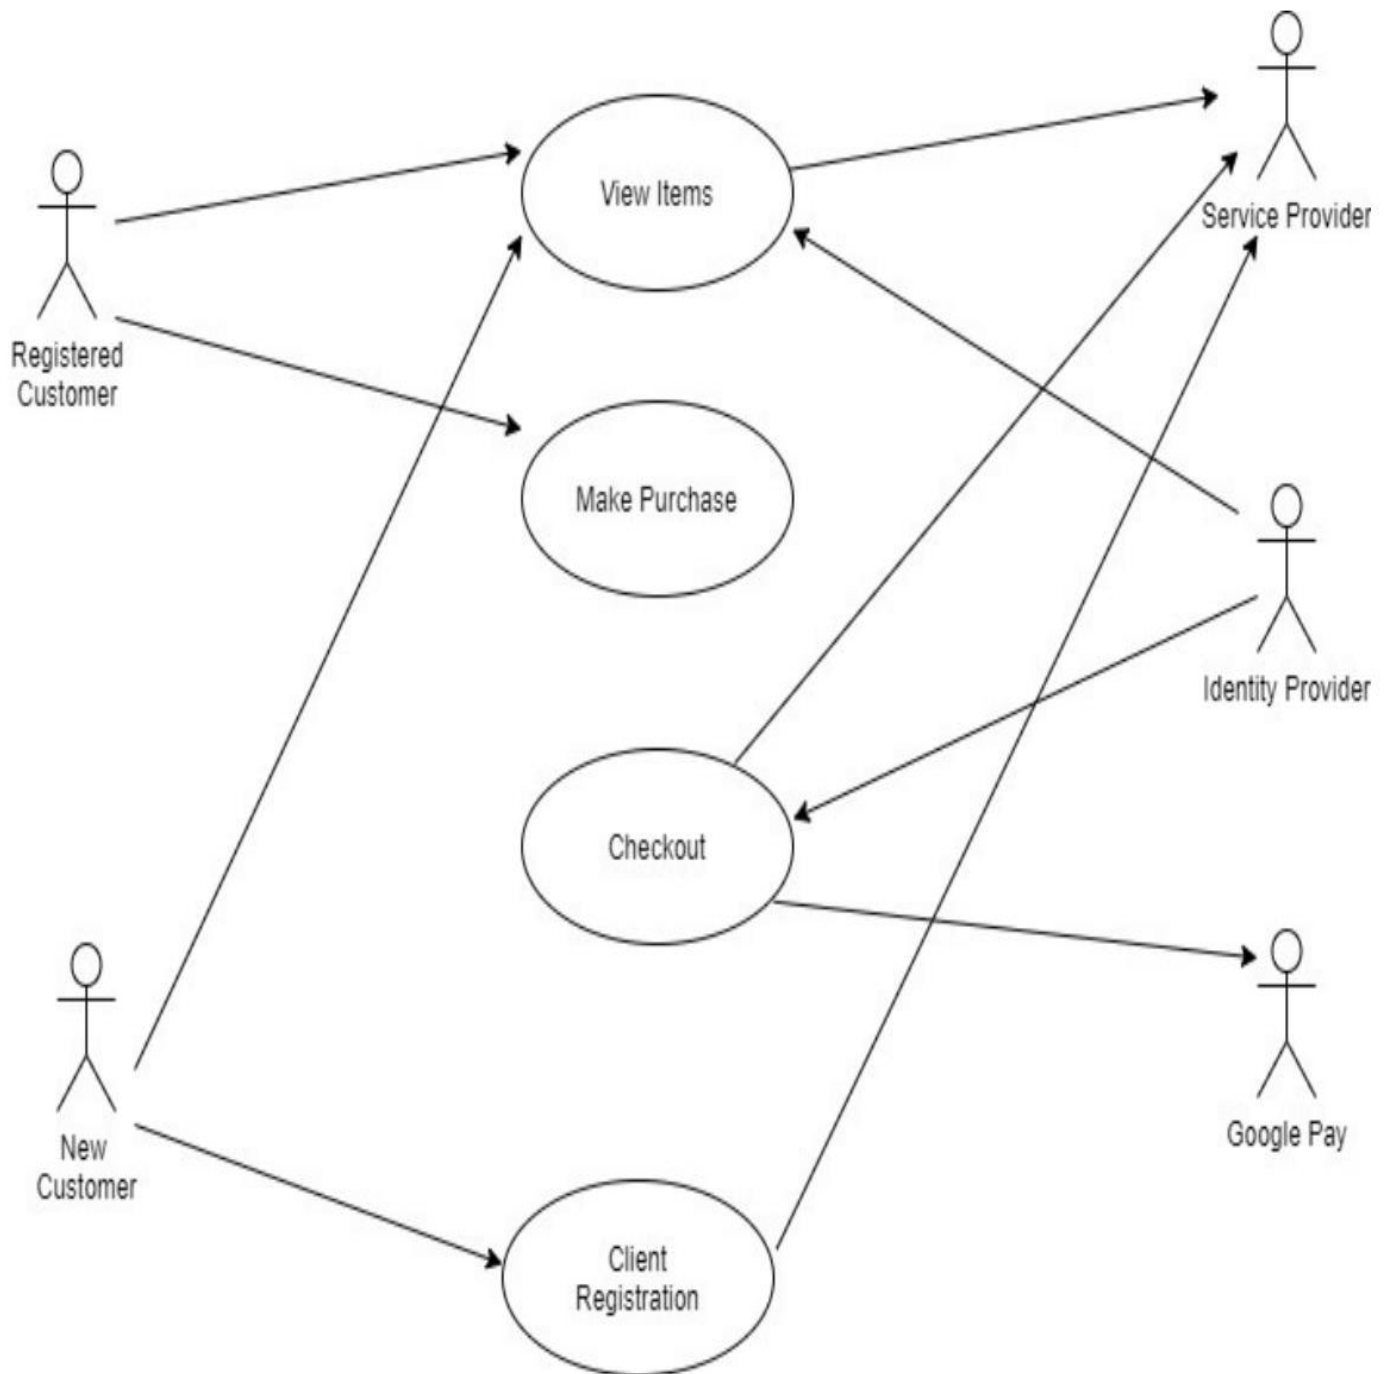 View Items
Service Provider
Registered
Customer
Make Purchase
Identity Provider
Checkout
New
Customer
Google Pay
Client
Registration